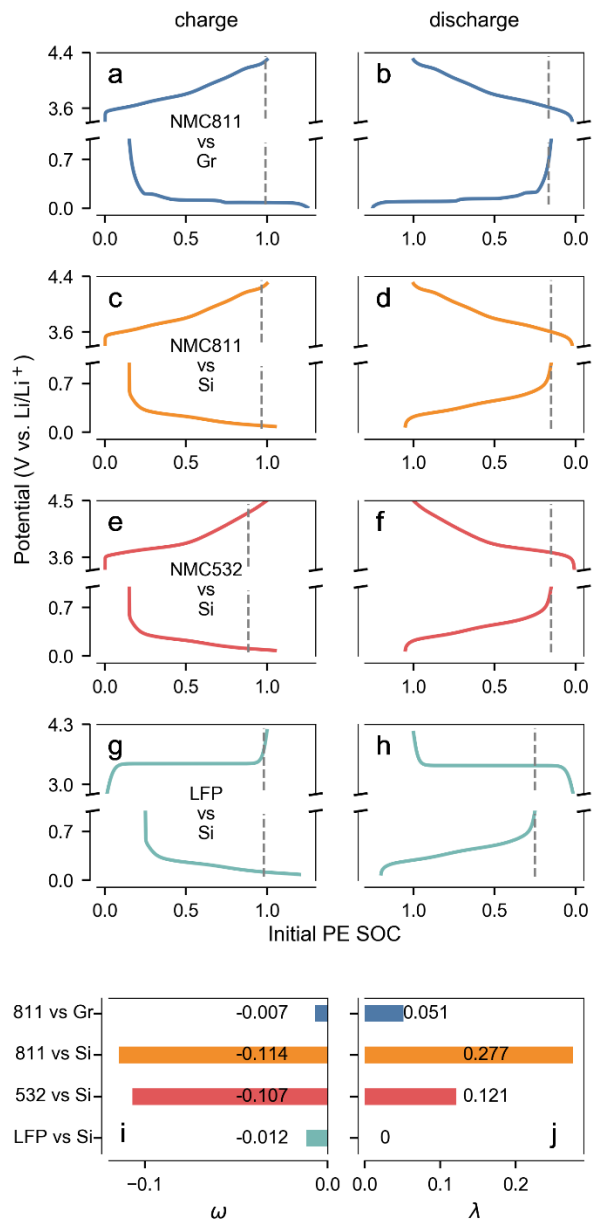 charge
discharge
4.4
3.6
0.7
0.0
a
NMC811
vs
Gr
0.0
0.5
1.0
b
1.0
0.5
0.0
4.4
3.6
0.7
0.0
c
NMC811
vs
Si
0.0
0.5
1.0
d
1.0
0.5
0.0
Potential (V vs. Li/Li⁺)
4.5
3.6
0.7
0.0
e
NMC532
vs
Si
0.0
0.5
1.0
f
1.0
0.5
0.0
4.3
3.0
0.7
0.0
g
LFP
vs
Si
0.0
0.5
1.0
h
1.0
0.5
0.0
Initial PE SOC
811 vs Gr
811 vs Si
532 vs Si
LFP vs Si
-0.007
-0.114
-0.107
-0.012
i
−0.1
0.0
ω
0.051
0.277
0.121
0
j
0.0
0.2
λ